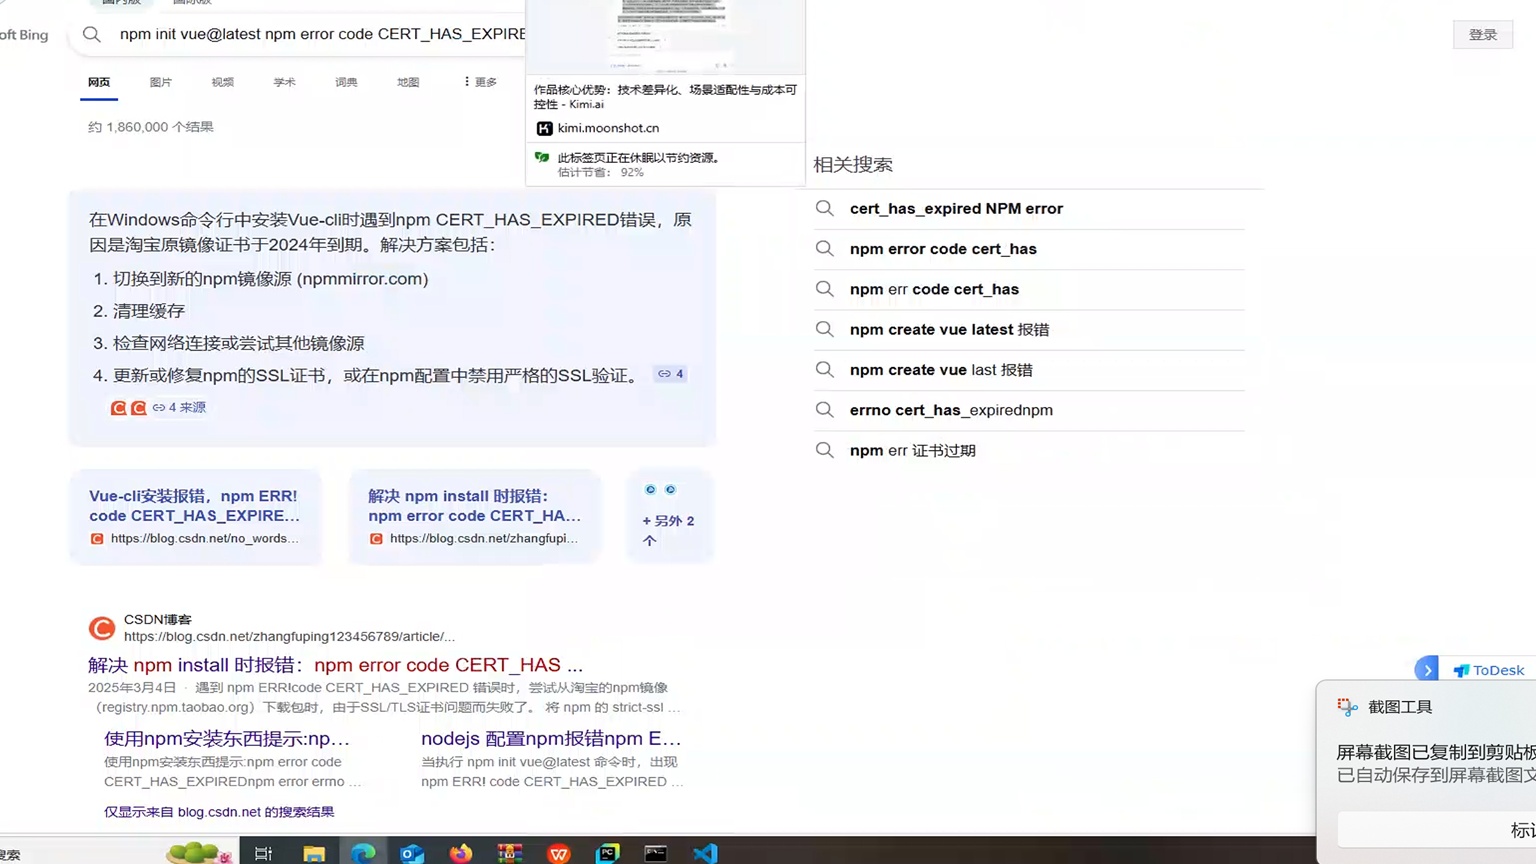 国内版 国际版
oft Bing
npm init vue@latest npm error code CERT_HAS_EXPIRE
登录
网页 图片 视频 学术 词典 地图 更多
约 1,860,000 个结果
作品核心优势：技术差异化、场景适配性与成本可
控性 - Kimi.ai
kimi.moonshot.cn
此标签页正在休眠以节约资源。
估计节省： 92%
在Windows命令行中安装Vue-cli时遇到npm CERT_HAS_EXPIRED错误，原
因是淘宝原镜像证书于2024年到期。解决方案包括：
1. 切换到新的npm镜像源 (npmmirror.com)
2. 清理缓存
3. 检查网络连接或尝试其他镜像源
4. 更新或修复npm的SSL证书，或在npm配置中禁用严格的SSL验证。 4
4 来源
Vue-cli安装报错，npm ERR!
code CERT_HAS_EXPIRE...
https://blog.csdn.net/no_words...
解决 npm install 时报错：
npm error code CERT_HA...
https://blog.csdn.net/zhangfupi...
+ 另外 2
个
CSDN博客
https://blog.csdn.net/zhangfuping123456789/article/...
解决 npm install 时报错：npm error code CERT_HAS ...
2025年3月4日 · 遇到 npm ERR!code CERT_HAS_EXPIRED 错误时，尝试从淘宝的npm镜像
（registry.npm.taobao.org）下载包时，由于SSL/TLS证书问题而失败了。 将 npm 的 strict-ssl ...
使用npm安装东西提示:np...
使用npm安装东西提示:npm error code
CERT_HAS_EXPIREDnpm error errno ...
nodejs 配置npm报错npm E...
当执行 npm init vue@latest 命令时，出现
npm ERR! code CERT_HAS_EXPIRED ...
仅显示来自 blog.csdn.net 的搜索结果
相关搜索
cert_has_expired NPM error
npm error code cert_has
npm err code cert_has
npm create vue latest 报错
npm create vue last 报错
errno cert_has_expirednpm
npm err 证书过期
ToDesk
截图工具
屏幕截图已复制到剪贴板
已自动保存到屏幕截图文
标记
搜索